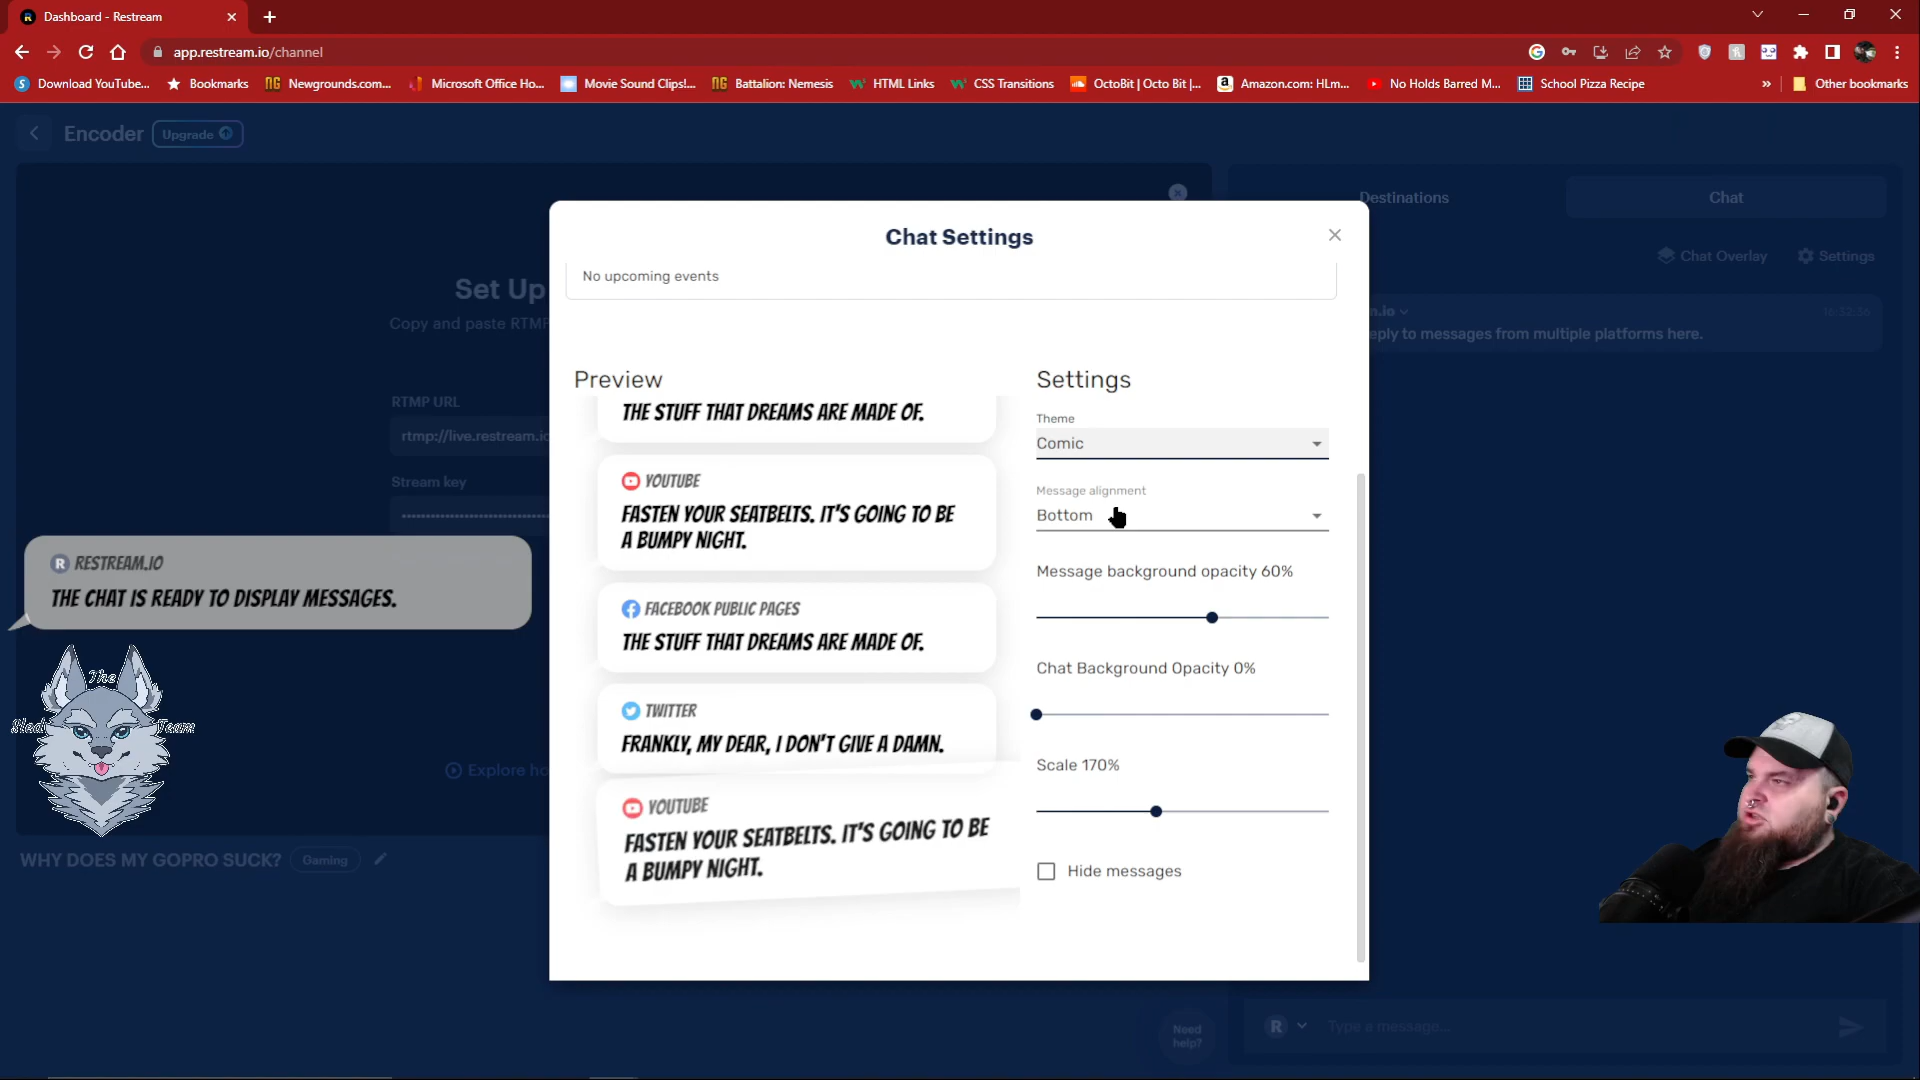 Dashboard - Restream
app.restream.io/channel
Download YouTube...
Bookmarks
Newgrounds.com...
Microsoft Office Ho...
Movie Sound Clips!...
Battalion: Nemesis
HTML Links
CSS Transitions
OctoBit | Octo Bit |...
Amazon.com: HLm...
No Holds Barred M...
School Pizza Recipe
Other bookmarks
Encoder
Upgrade
Destinations
Chat
Chat Overlay
Settings
Set Up
Copy and paste RTMP
RTMP URL
rtmp://live.restream.io
Stream key
m.io
16:32:36
eply to messages from multiple platforms here.
Chat Settings
No upcoming events
Preview
THE STUFF THAT DREAMS ARE MADE OF.
YOUTUBE
FASTEN YOUR SEATBELTS. IT'S GOING TO BE
A BUMPY NIGHT.
FACEBOOK PUBLIC PAGES
THE STUFF THAT DREAMS ARE MADE OF.
TWITTER
FRANKLY, MY DEAR, I DON'T GIVE A DAMN.
YOUTUBE
FASTEN YOUR SEATBELTS. IT'S GOING TO BE
A BUMPY NIGHT.
Settings
Theme
Comic
Message alignment
Bottom
Message background opacity 60%
Chat Background Opacity 0%
Scale 170%
Hide messages
RESTREAM.IO
THE CHAT IS READY TO DISPLAY MESSAGES.
The
Sled Team
Explore ho
WHY DOES MY GOPRO SUCK?
Gaming
Need
help?
Type a message...